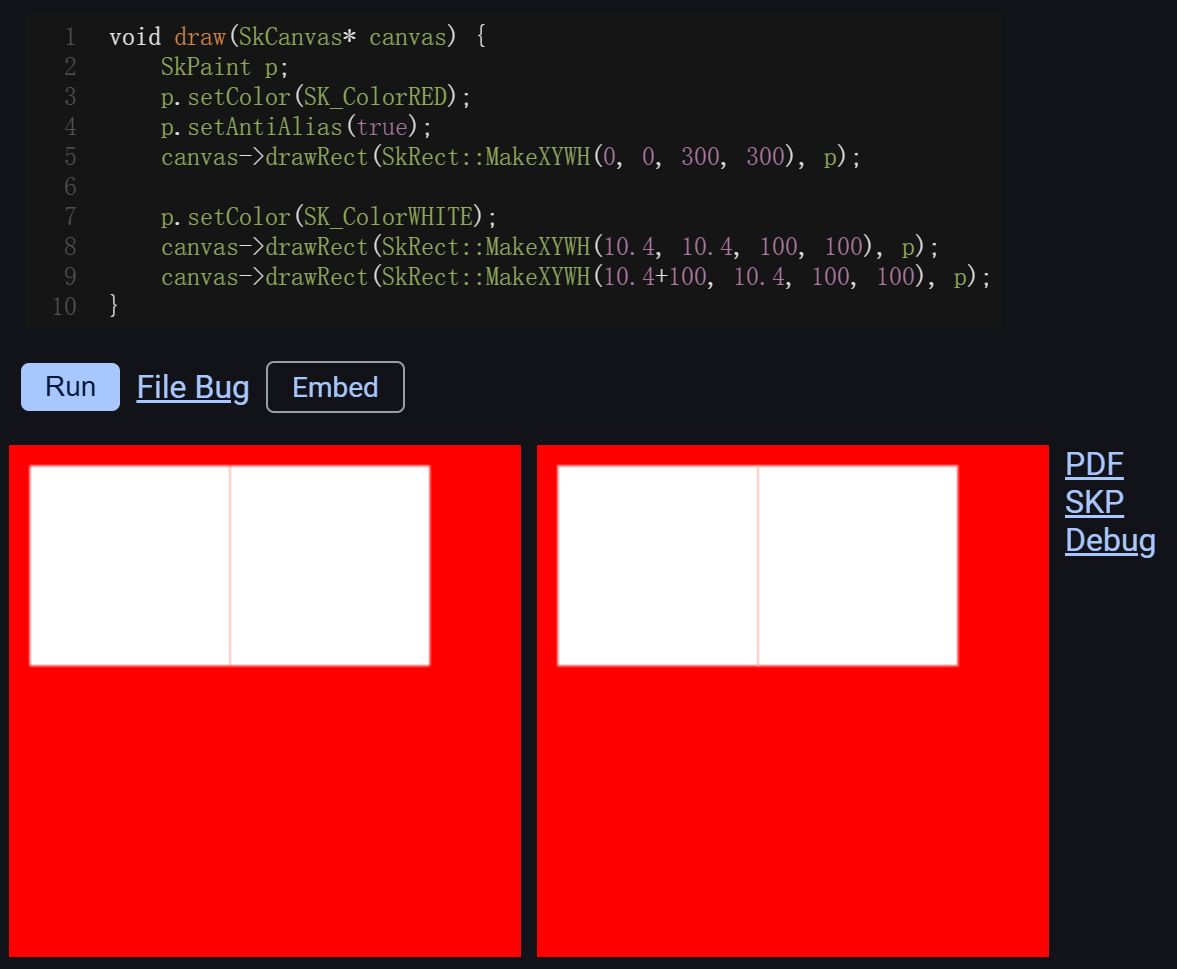 1 void draw(SkCanvas* canvas) {
2 SkPaint p;
3 p.setColor(SK_ColorRED);
4 p.setAntiAlias(true);
5 canvas->drawRect(SkRect::MakeXYWH(0, 0, 300, 300), p);
6
7 p.setColor(SK_ColorWHITE);
8 canvas->drawRect(SkRect::MakeXYWH(10.4, 10.4, 100, 100), p);
9 canvas->drawRect(SkRect::MakeXYWH(10.4+100, 10.4, 100, 100), p);
10 }
Run File Bug Embed
PDF
SKP
Debug